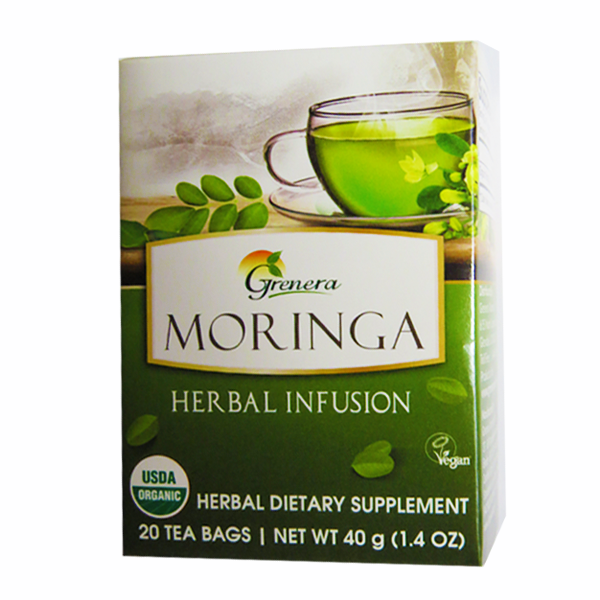 Grenera
MORINGA
HERBAL INFUSION
Vegan
USDA
ORGANIC
HERBAL DIETARY SUPPLEMENT
20 TEA BAGS | NET WT 40 g (1.4 OZ)